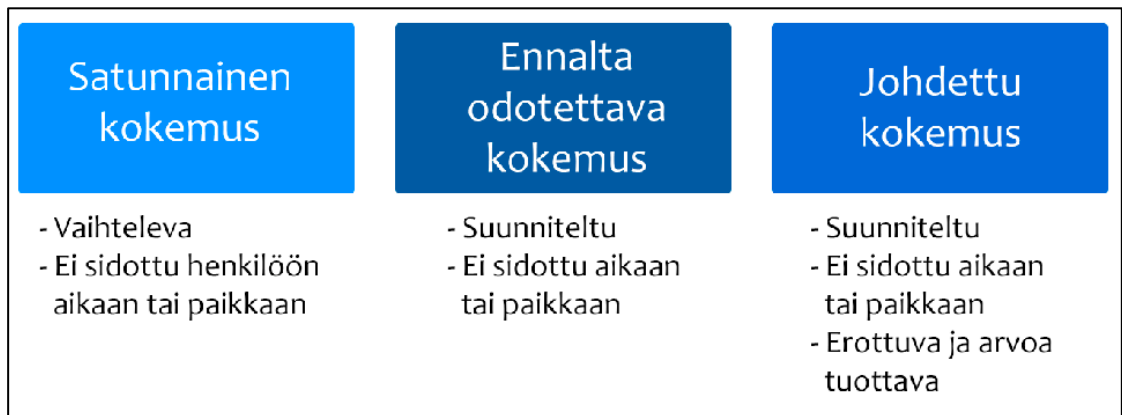 Satunnainen
kokemus
- Vaihteleva
- Ei sidottu henkilöön
aikaan tai paikkaan
Ennalta
odotettava
kokemus
- Suunniteltu
- Ei sidottu aikaan
tai paikkaan
Johdettu
kokemus
- Suunniteltu
- Ei sidottu aikaan
tai paikkaan
- Erottuva ja arvoa
tuottava